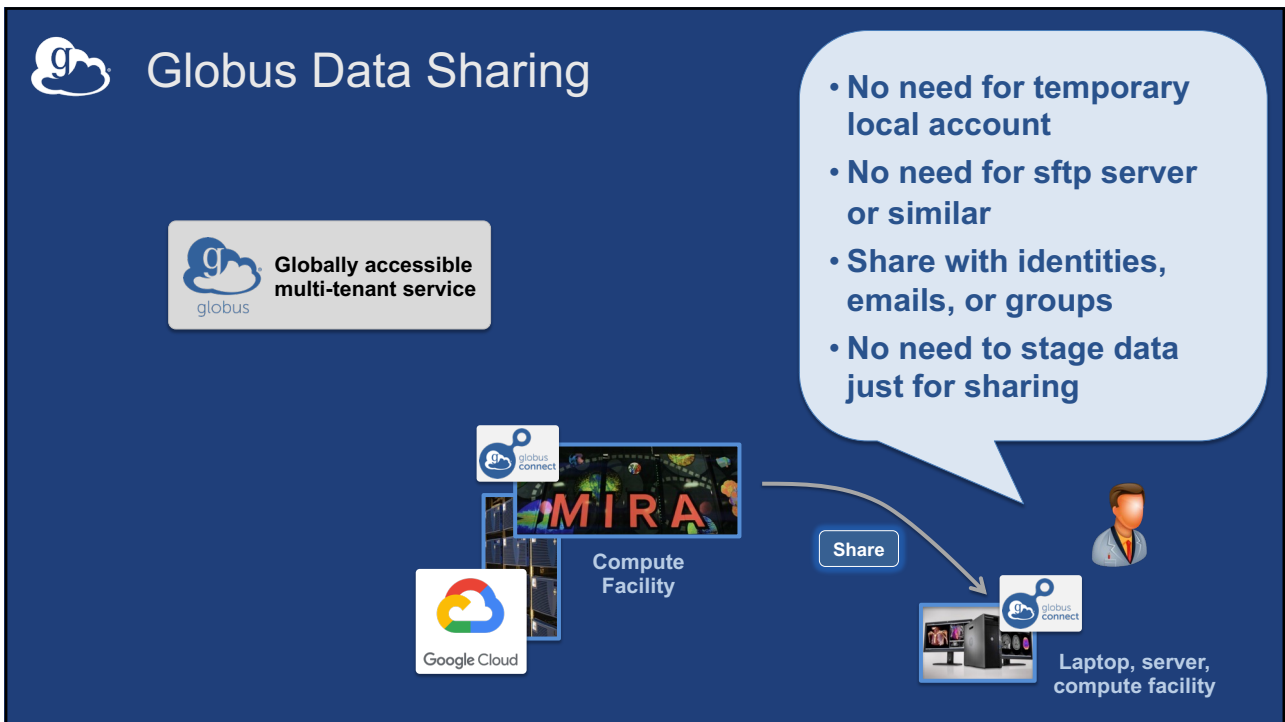 g
Globus Data Sharing
• No need for temporary
local account
• No need for sftp server
or similar
• Share with identities,
emails, or groups
• No need to stage data
just for sharing
g
globus
Globally accessible
multi-tenant service
g
globus
connect
MIRA
Compute
Facility
Google Cloud
Share
g
globus
connect
Laptop, server,
compute facility